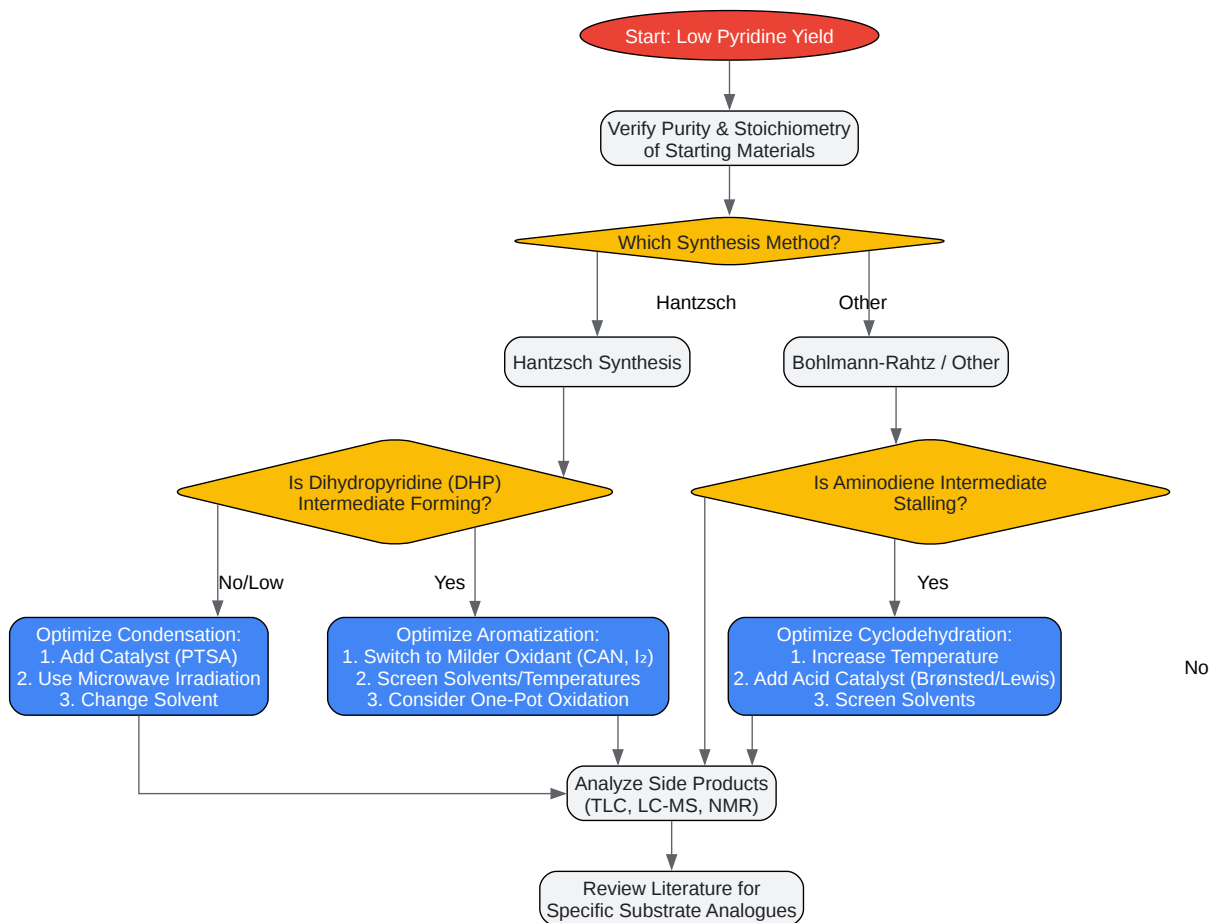 Start: Low Pyridine Yield
Verify Purity & Stoichiometry
of Starting Materials
Which Synthesis Method?
Hantzsch
Other
Hantzsch Synthesis
Bohlmann-Rahtz / Other
Is Dihydropyridine (DHP)
Intermediate Forming?
Is Aminodiene Intermediate
Stalling?
No/Low
Yes
Yes
Optimize Condensation:
1. Add Catalyst (PTSA)
2. Use Microwave Irradiation
3. Change Solvent
Optimize Aromatization:
1. Switch to Milder Oxidant (CAN, I₂)
2. Screen Solvents/Temperatures
3. Consider One-Pot Oxidation
Optimize Cyclodehydration:
1. Increase Temperature
2. Add Acid Catalyst (Brønsted/Lewis)
3. Screen Solvents
No
Analyze Side Products
(TLC, LC-MS, NMR)
Review Literature for
Specific Substrate Analogues